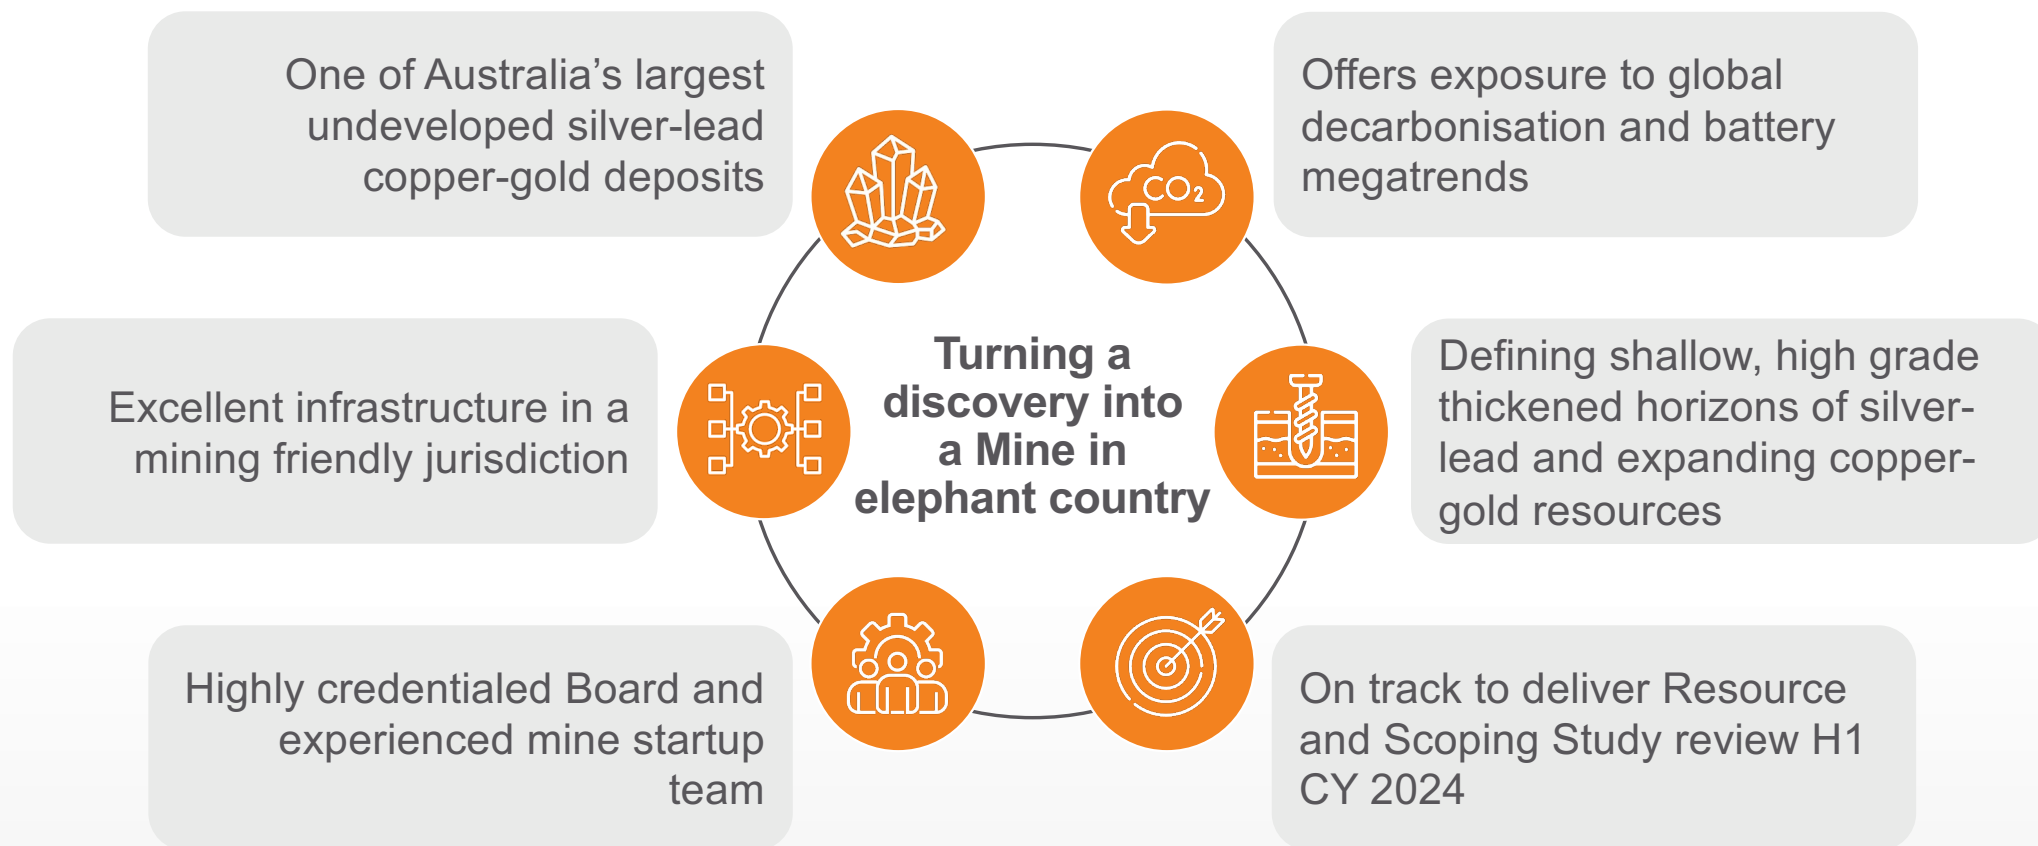 One of Australia's largest
undeveloped silver-lead
copper-gold deposits
Offers exposure to global
decarbonisation and battery
megatrends
CO2
Excellent infrastructure in a
mining friendly jurisdiction
Turning a
discovery into
a Mine in
elephant country
Defining shallow, high grade
thickened horizons of silver-
lead and expanding copper-
gold resources
Highly credentialed Board and
experienced mine startup
team
On track to deliver Resource
and Scoping Study review H1
CY 2024